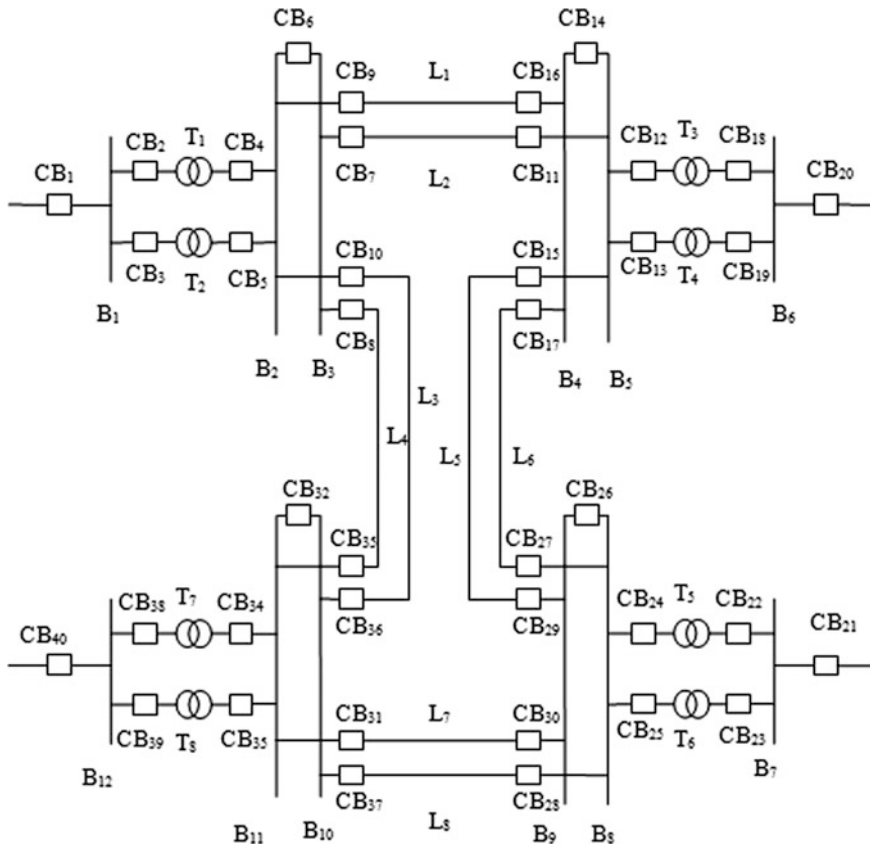 CB₆ CB₁₄
CB₉ L₁ CB₁₆
CB₂ T₁ CB₄ CB₁₂ T₃ CB₁₈
CB₁ CB₇ L₂ CB₁₁ CB₂₀
CB₁₀ CB₁₅
CB₃ T₂ CB₅ CB₁₃ T₄ CB₁₉
B₁ CB₈ CB₁₇ B₆
B₂ B₃ B₄ B₅
L₃
L₄ L₅ L₆
CB₃₂ CB₂₆
CB₃₅ CB₂₇
CB₃₈ T₇ CB₃₄ CB₂₄ T₅ CB₂₂
CB₄₀ CB₃₆ CB₂₉ CB₂₁
CB₃₁ L₇ CB₃₀
CB₃₉ T₈ CB₃₅ CB₂₅ T₆ CB₂₃
B₁₂ B₇
CB₃₇ CB₂₈
L₈
B₁₁ B₁₀ B₉ B₈